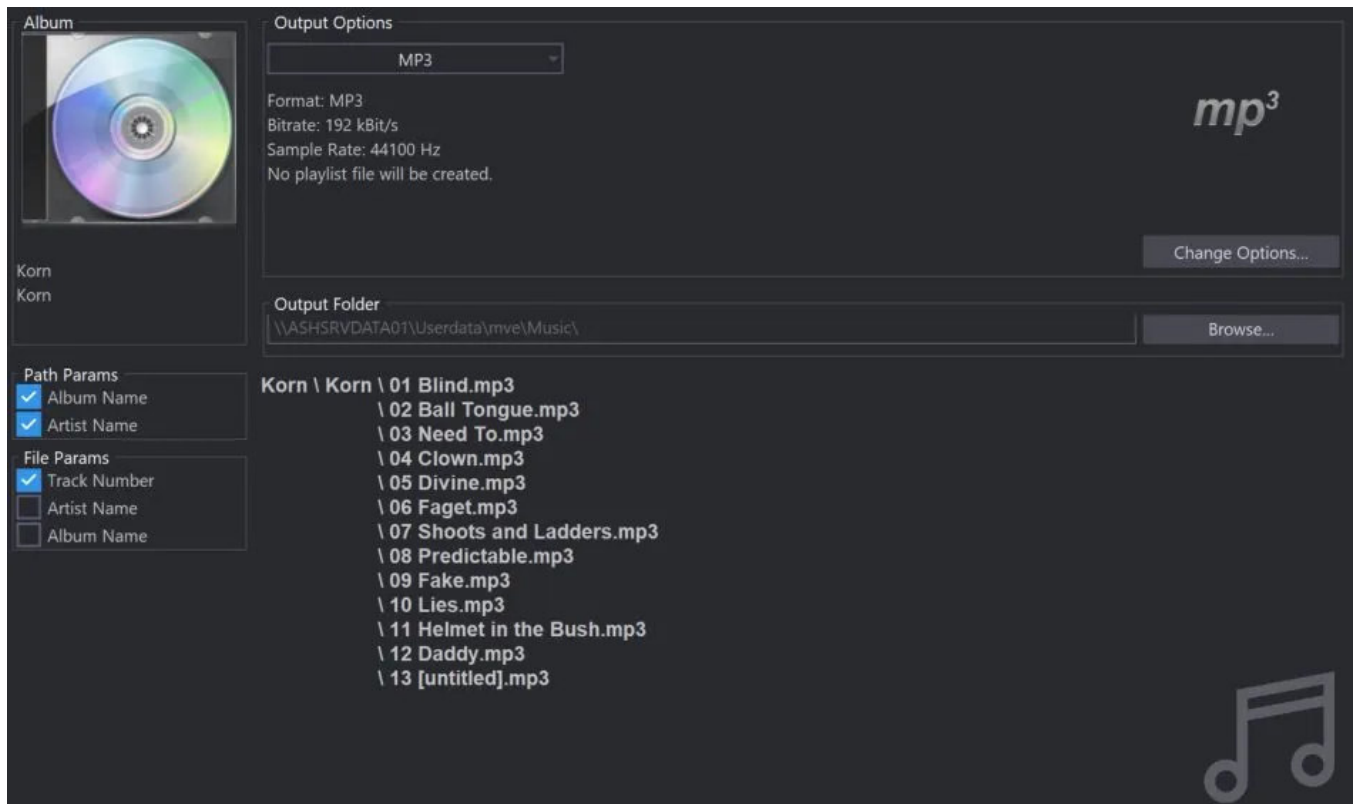 Album
Korn
Korn
Path Params
Album Name
Artist Name
File Params
Track Number
Artist Name
Album Name
Output Options
MP3
Format: MP3
Bitrate: 192 kBit/s
Sample Rate: 44100 Hz
No playlist file will be created.
mp3
Change Options...
Output Folder
\\ASHSRVDATA01\Userdata\mve\Music\
Browse...
Korn \ Korn \ 01 Blind.mp3
\ 02 Ball Tongue.mp3
\ 03 Need To.mp3
\ 04 Clown.mp3
\ 05 Divine.mp3
\ 06 Faget.mp3
\ 07 Shoots and Ladders.mp3
\ 08 Predictable.mp3
\ 09 Fake.mp3
\ 10 Lies.mp3
\ 11 Helmet in the Bush.mp3
\ 12 Daddy.mp3
\ 13 [untitled].mp3